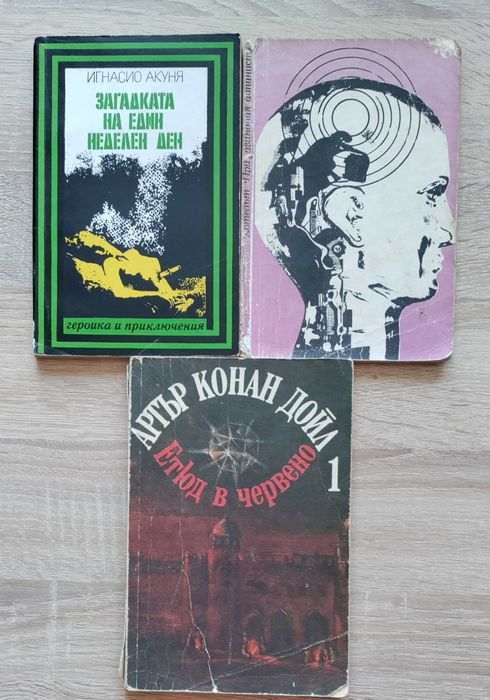 ИГНАСИО АКУНЯ
ЗАГАДКАТА
НА ЕДИН
НЕДЕЛЕН ДЕН
героика и приключения
АРТЪР КОНАН ДОЙЛ
1
Етюд в червено